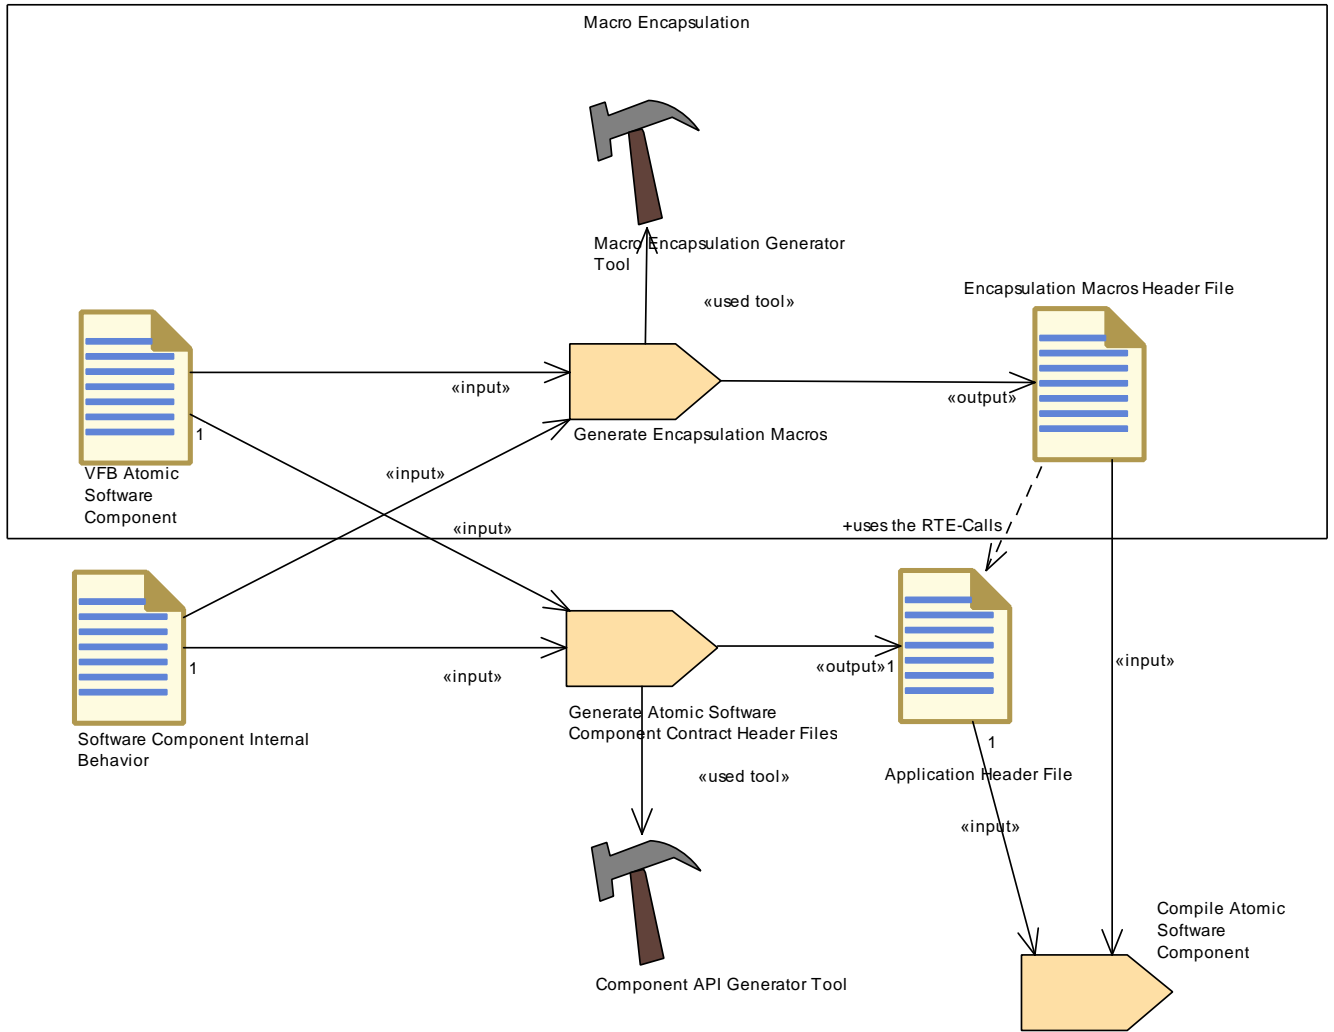 Macro Encapsulation
Macro Encapsulation Generator
Tool
«used tool»
Encapsulation Macros Header File
«input»
«output»
Generate Encapsulation Macros
1
VFB Atomic
Software
Component
«input»
«input»
+uses the RTE-Calls
1
«input»
«output»
1
«input»
Generate Atomic Software
Component Contract Header Files
Software Component Internal
Behavior
1
«used tool»
Application Header File
«input»
Compile Atomic
Software
Component
Component API Generator Tool